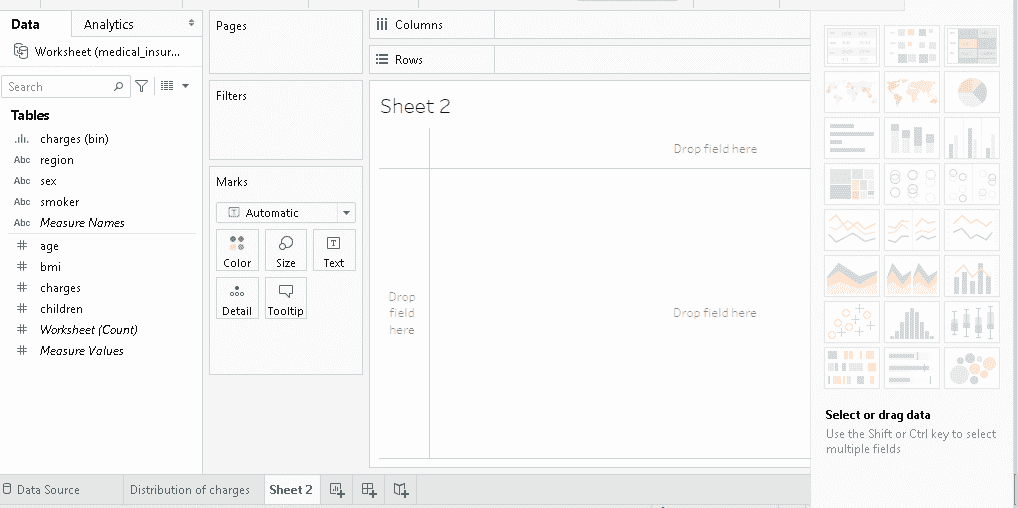 Data
Analytics
Worksheet (medical_insur...
Search
Tables
charges (bin)
Abc region
Abc sex
Abc smoker
Abc Measure Names
# age
# bmi
# charges
# children
# Worksheet (Count)
# Measure Values
Pages
Filters
Marks
Automatic
Color
Size
Text
Detail
Tooltip
Columns
Rows
Sheet 2
Drop field here
Drop
field
here
Drop field here
Select or drag data
Use the Shift or Ctrl key to select
multiple fields
Data Source
Distribution of charges
Sheet 2